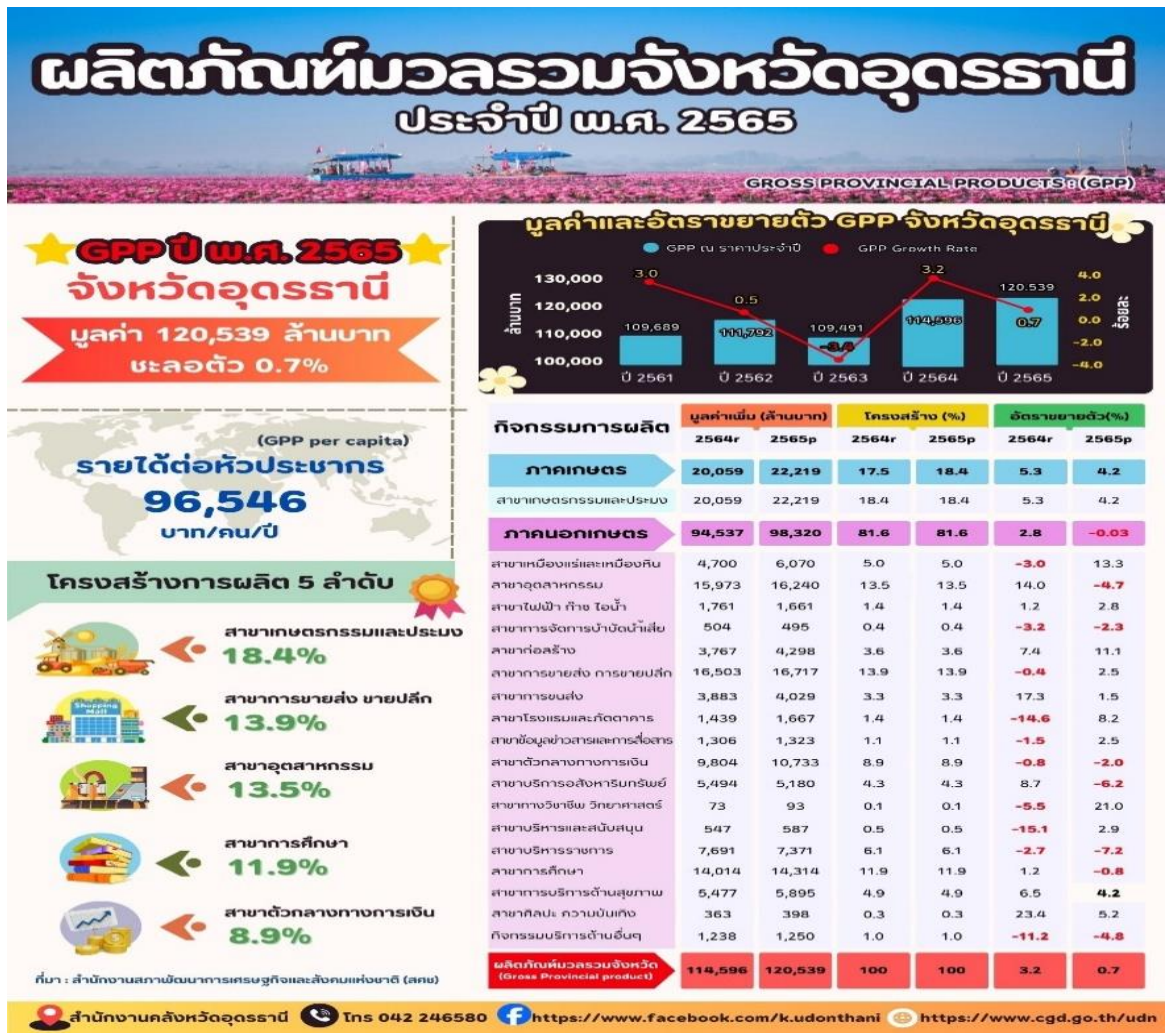 ผลิตภัณฑ์มวลรวมจังหวัดอุดรธานี
ประจำปี พ.ศ. 2565
GROSS PROVINCIAL PRODUCTS : (GPP)
GPP ปี พ.ศ. 2565
จังหวัดอุดรธานี
มูลค่า 120,539 ล้านบาท
ชะลอตัว 0.7%
(GPP per capita)
รายได้ต่อหัวประชากร
96,546
บาท/คน/ปี
โครงสร้างการผลิต 5 ลำดับ
สาขาเกษตรกรรมและประมง
18.4%
Shopping
Mall
สาขาการขายส่ง ขายปลีก
13.9%
สาขาอุตสาหกรรม
13.5%
สาขาการศึกษา
11.9%
สาขาตัวกลางทางการเงิน
8.9%
ที่มา : สำนักงานสภาพัฒนาการเศรษฐกิจและสังคมแห่งชาติ (สศช)
มูลค่าและอัตราขยายตัว GPP จังหวัดอุดรธานี
GPP ณ ราคาประจำปี GPP Growth Rate
ล้านบาท
130,000
120,000
110,000
100,000
3.0 0.5 -3.4 3.2 0.7
109,689 111,792 109,491 114,596 120.539
4.0
2.0
0.0
-2.0
-4.0
ร้อยละ
ปี 2561 ปี 2562 ปี 2563 ปี 2564 ปี 2565
กิจกรรมการผลิต มูลค่าเพิ่ม (ล้านบาท) โครงสร้าง (%) อัตราขยายตัว(%)
2564r 2565p 2564r 2565p 2564r 2565p
ภาคเกษตร 20,059 22,219 17.5 18.4 5.3 4.2
สาขาเกษตรกรรมและประมง 20,059 22,219 18.4 18.4 5.3 4.2
ภาคนอกเกษตร 94,537 98,320 81.6 81.6 2.8 -0.03
สาขาเหมืองแร่และเหมืองหิน 4,700 6,070 5.0 5.0 -3.0 13.3
สาขาอุตสาหกรรม 15,973 16,240 13.5 13.5 14.0 -4.7
สาขาไฟฟ้า ก๊าซ ไอน้ำ 1,761 1,661 1.4 1.4 1.2 2.8
สาขาการจัดการบำบัดน้ำเสีย 504 495 0.4 0.4 -3.2 -2.3
สาขาก่อสร้าง 3,767 4,298 3.6 3.6 7.4 11.1
สาขาการขายส่ง การขายปลีก 16,503 16,717 13.9 13.9 -0.4 2.5
สาขาการขนส่ง 3,883 4,029 3.3 3.3 17.3 1.5
สาขาโรงแรมและภัตตาคาร 1,439 1,667 1.4 1.4 -14.6 8.2
สาขาข้อมูลข่าวสารและการสื่อสาร 1,306 1,323 1.1 1.1 -1.5 2.5
สาขาตัวกลางทางการเงิน 9,804 10,733 8.9 8.9 -0.8 -2.0
สาขาบริการอสังหาริมทรัพย์ 5,494 5,180 4.3 4.3 8.7 -6.2
สาขาทางวิชาชีพ วิทยาศาสตร์ 73 93 0.1 0.1 -5.5 21.0
สาขาบริหารและสนับสนุน 547 587 0.5 0.5 -15.1 2.9
สาขาบริหารราชการ 7,691 7,371 6.1 6.1 -2.7 -7.2
สาขาการศึกษา 14,014 14,314 11.9 11.9 1.2 -0.8
สาขาการบริการด้านสุขภาพ 5,477 5,895 4.9 4.9 6.5 4.2
สาขาศิลปะ ความบันเทิง 363 398 0.3 0.3 23.4 5.2
กิจกรรมบริการด้านอื่นๆ 1,238 1,250 1.0 1.0 -11.2 -4.8
ผลิตภัณฑ์มวลรวมจังหวัด
(Gross Provincial product) 114,596 120,539 100 100 3.2 0.7
สำนักงานคลังหวัดอุดรธานี โทร 042 246580 https://www.facebook.com/k.udonthani https://www.cgd.go.th/udn